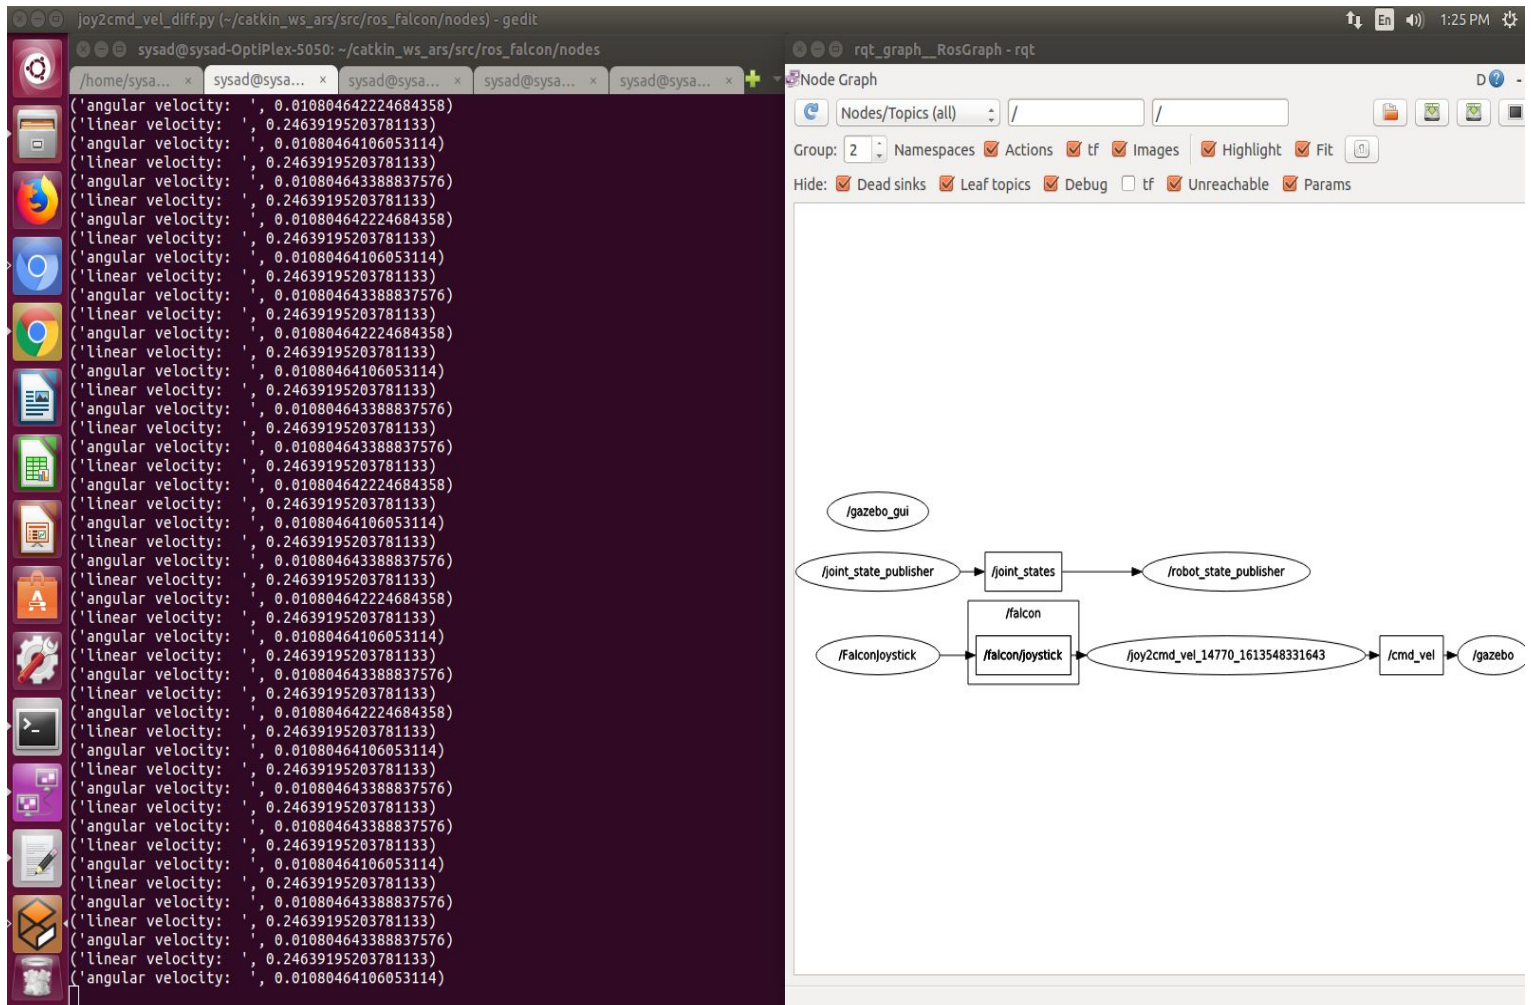 joy2cmd_vel_diff.py (~/catkin_ws_ars/src/ros_falcon/nodes) - gedit
En 1:25 PM
sysad@sysad-OptiPlex-5050: ~/catkin_ws_ars/src/ros_falcon/nodes
/home/sysa... × sysad@sysa... × sysad@sysa... × sysad@sysa... × sysad@sysa... ×
('angular velocity:  ', 0.010804642224684358)
('linear velocity:  ', 0.24639195203781133)
('angular velocity:  ', 0.01080464106053114)
('linear velocity:  ', 0.24639195203781133)
('angular velocity:  ', 0.010804643388837576)
('linear velocity:  ', 0.24639195203781133)
('angular velocity:  ', 0.010804642224684358)
('linear velocity:  ', 0.24639195203781133)
('angular velocity:  ', 0.01080464106053114)
('linear velocity:  ', 0.24639195203781133)
('angular velocity:  ', 0.010804643388837576)
('linear velocity:  ', 0.24639195203781133)
('angular velocity:  ', 0.010804642224684358)
('linear velocity:  ', 0.24639195203781133)
('angular velocity:  ', 0.01080464106053114)
('linear velocity:  ', 0.24639195203781133)
('angular velocity:  ', 0.010804643388837576)
('linear velocity:  ', 0.24639195203781133)
('angular velocity:  ', 0.010804643388837576)
('linear velocity:  ', 0.24639195203781133)
('angular velocity:  ', 0.010804642224684358)
('linear velocity:  ', 0.24639195203781133)
('angular velocity:  ', 0.01080464106053114)
('linear velocity:  ', 0.24639195203781133)
('angular velocity:  ', 0.010804643388837576)
('linear velocity:  ', 0.24639195203781133)
('angular velocity:  ', 0.010804642224684358)
('linear velocity:  ', 0.24639195203781133)
('angular velocity:  ', 0.01080464106053114)
('linear velocity:  ', 0.24639195203781133)
('angular velocity:  ', 0.010804643388837576)
('linear velocity:  ', 0.24639195203781133)
('angular velocity:  ', 0.010804642224684358)
('linear velocity:  ', 0.24639195203781133)
('angular velocity:  ', 0.01080464106053114)
('linear velocity:  ', 0.24639195203781133)
('angular velocity:  ', 0.010804643388837576)
('linear velocity:  ', 0.24639195203781133)
('angular velocity:  ', 0.010804643388837576)
('linear velocity:  ', 0.24639195203781133)
('angular velocity:  ', 0.01080464106053114)
('linear velocity:  ', 0.24639195203781133)
('angular velocity:  ', 0.010804643388837576)
('linear velocity:  ', 0.24639195203781133)
('angular velocity:  ', 0.010804643388837576)
('linear velocity:  ', 0.24639195203781133)
('angular velocity:  ', 0.01080464106053114)
rqt_graph__RosGraph - rqt
Node Graph D ? -
Nodes/Topics (all) / /
Group: 2 Namespaces Actions tf Images Highlight Fit
Hide: Dead sinks Leaf topics Debug tf Unreachable Params
/gazebo_gui
/joint_state_publisher /joint_states /robot_state_publisher
/falcon
/FalconJoystick /falcon/joystick /joy2cmd_vel_14770_1613548331643 /cmd_vel /gazebo